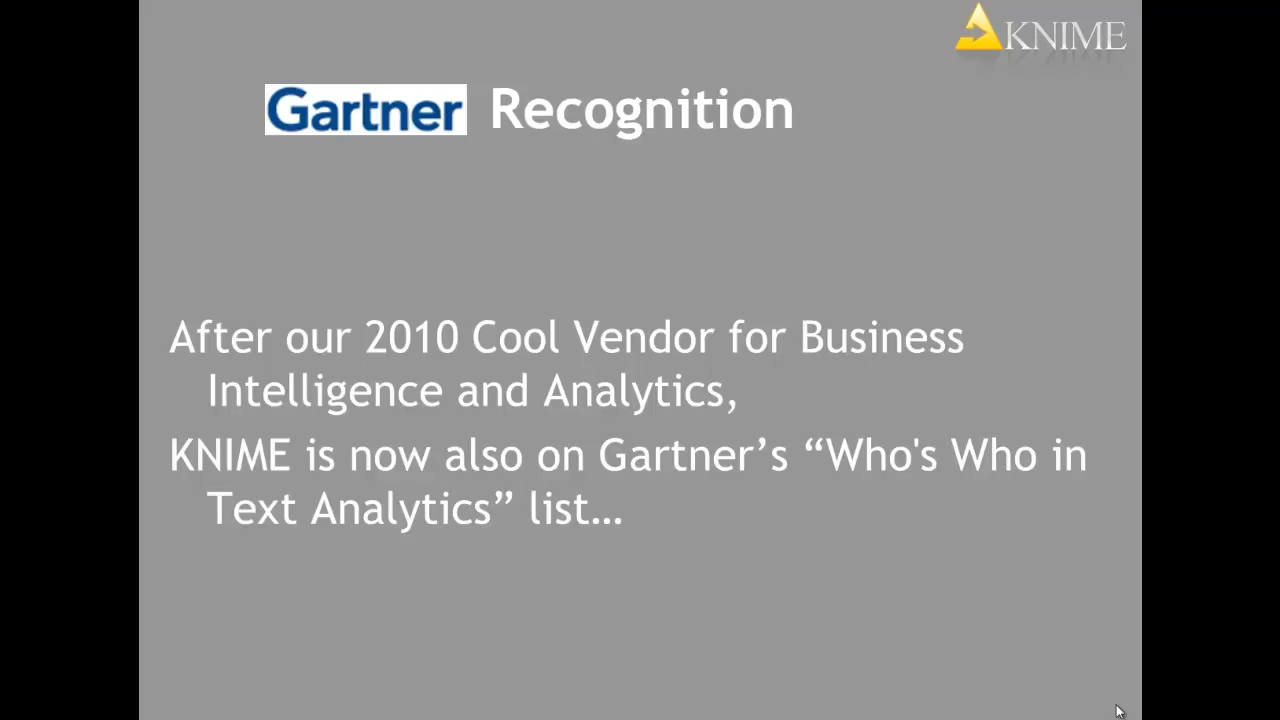 KNIME
Gartner Recognition
After our 2010 Cool Vendor for Business
Intelligence and Analytics,
KNIME is now also on Gartner’s “Who's Who in
Text Analytics” list…